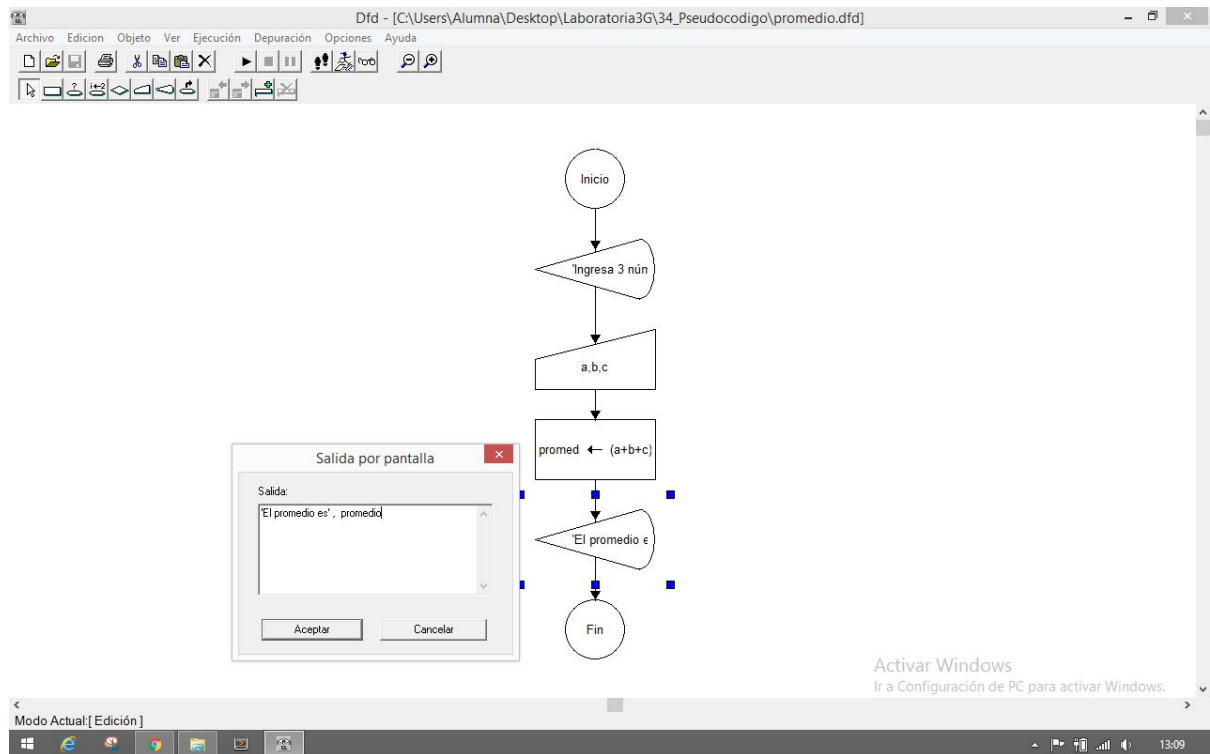 Dfd - [C:\Users\Alumna\Desktop\Laboratoria3G\34_Pseudocodigo\promedio.dfd]
Archivo Edicion Objeto Ver Ejecución Depuración Opciones Ayuda
Inicio
'Ingresa 3 núm
a,b,c
promed ← (a+b+c)
Salida por pantalla
Salida:
'El promedio es' , promedio
Aceptar Cancelar
'El promedio e
Fin
Activar Windows
Ir a Configuración de PC para activar Windows.
Modo Actual:[ Edición ]
13:09